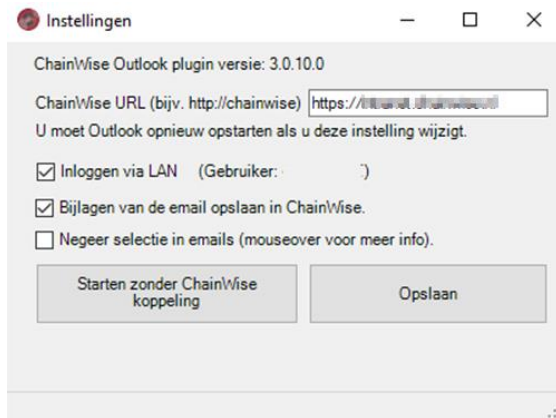 Instellingen
ChainWise Outlook plugin versie: 3.0.10.0
ChainWise URL (bijv. http://chainwise) https://
U moet Outlook opnieuw opstarten als u deze instelling wijzigt.
Inloggen via LAN (Gebruiker: )
Bijlagen van de email opslaan in ChainWise.
Negeer selectie in emails (mouseover voor meer info).
Starten zonder ChainWise
koppeling
Opslaan